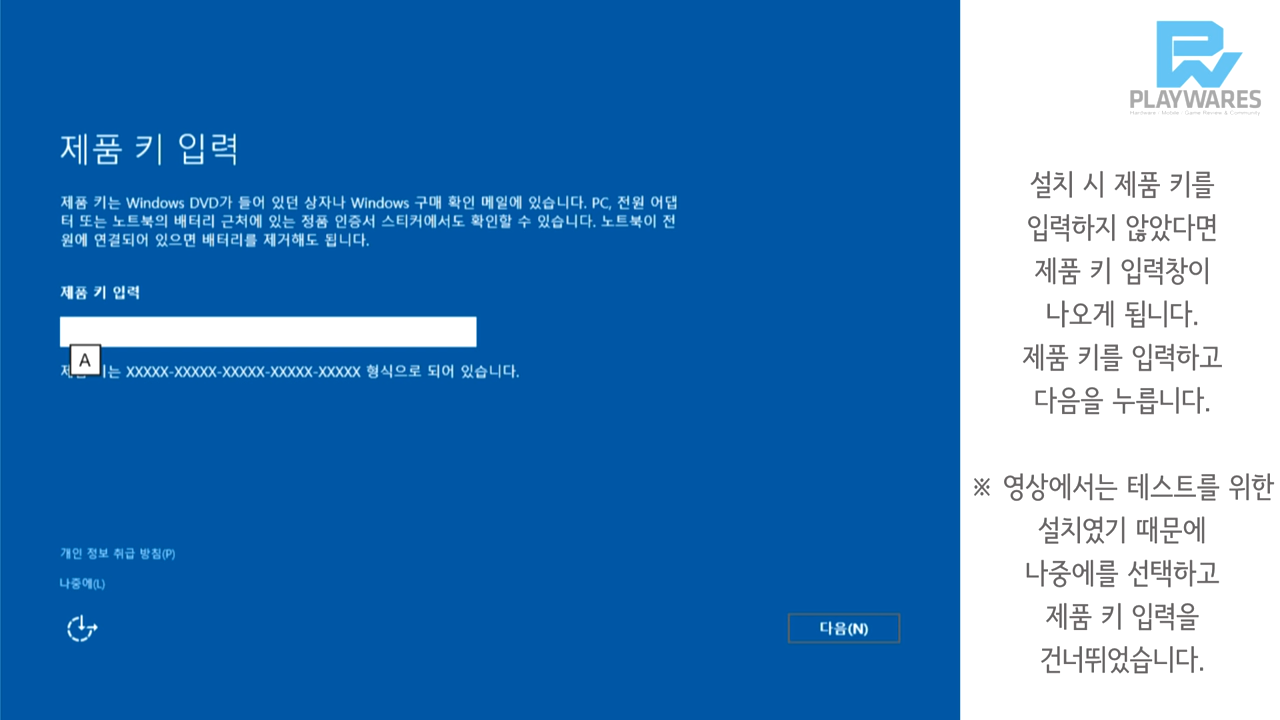 제품 키 입력
제품 키는 Windows DVD가 들어 있던 상자나 Windows 구매 확인 메일에 있습니다. PC, 전원 어댑
터 또는 노트북의 배터리 근처에 있는 정품 인증서 스티커에서도 확인할 수 있습니다. 노트북이 전
원에 연결되어 있으면 배터리를 제거해도 됩니다.
제품 키 입력
A
제품 키는 XXXXX-XXXXX-XXXXX-XXXXX-XXXXX 형식으로 되어 있습니다.
개인 정보 취급 방침(P)
나중에(L)
다음(N)
PLAYWARES
Hardware · Mobile · Game Review & Community
설치 시 제품 키를
입력하지 않았다면
제품 키 입력창이
나오게 됩니다.
제품 키를 입력하고
다음을 누릅니다.
※ 영상에서는 테스트를 위한
설치였기 때문에
나중에를 선택하고
제품 키 입력을
건너뛰었습니다.